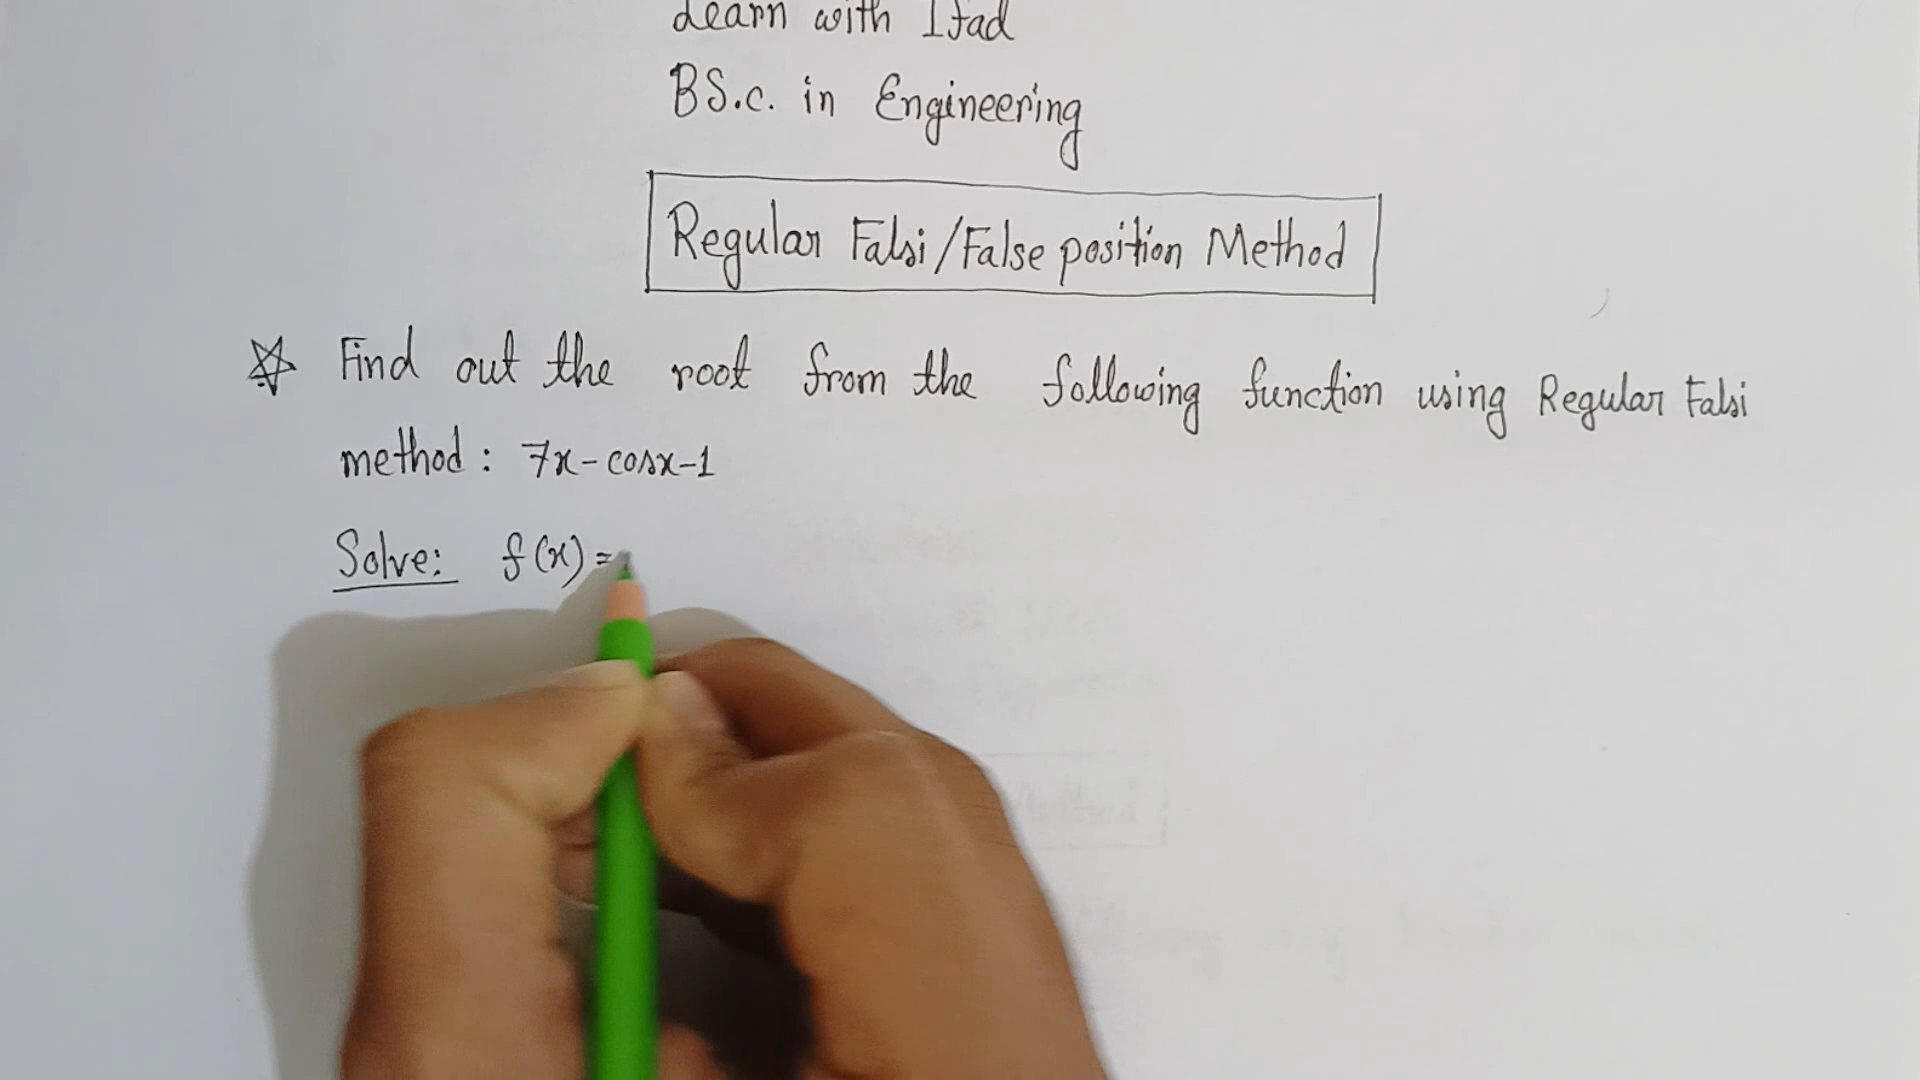 Learn with Ifad
BS.c. in Engineering
Regular Falsi/False position Method
☆ Find out the root from the following function using Regular Falsi
method: 7x-cosx-1
Solve: f(x)=